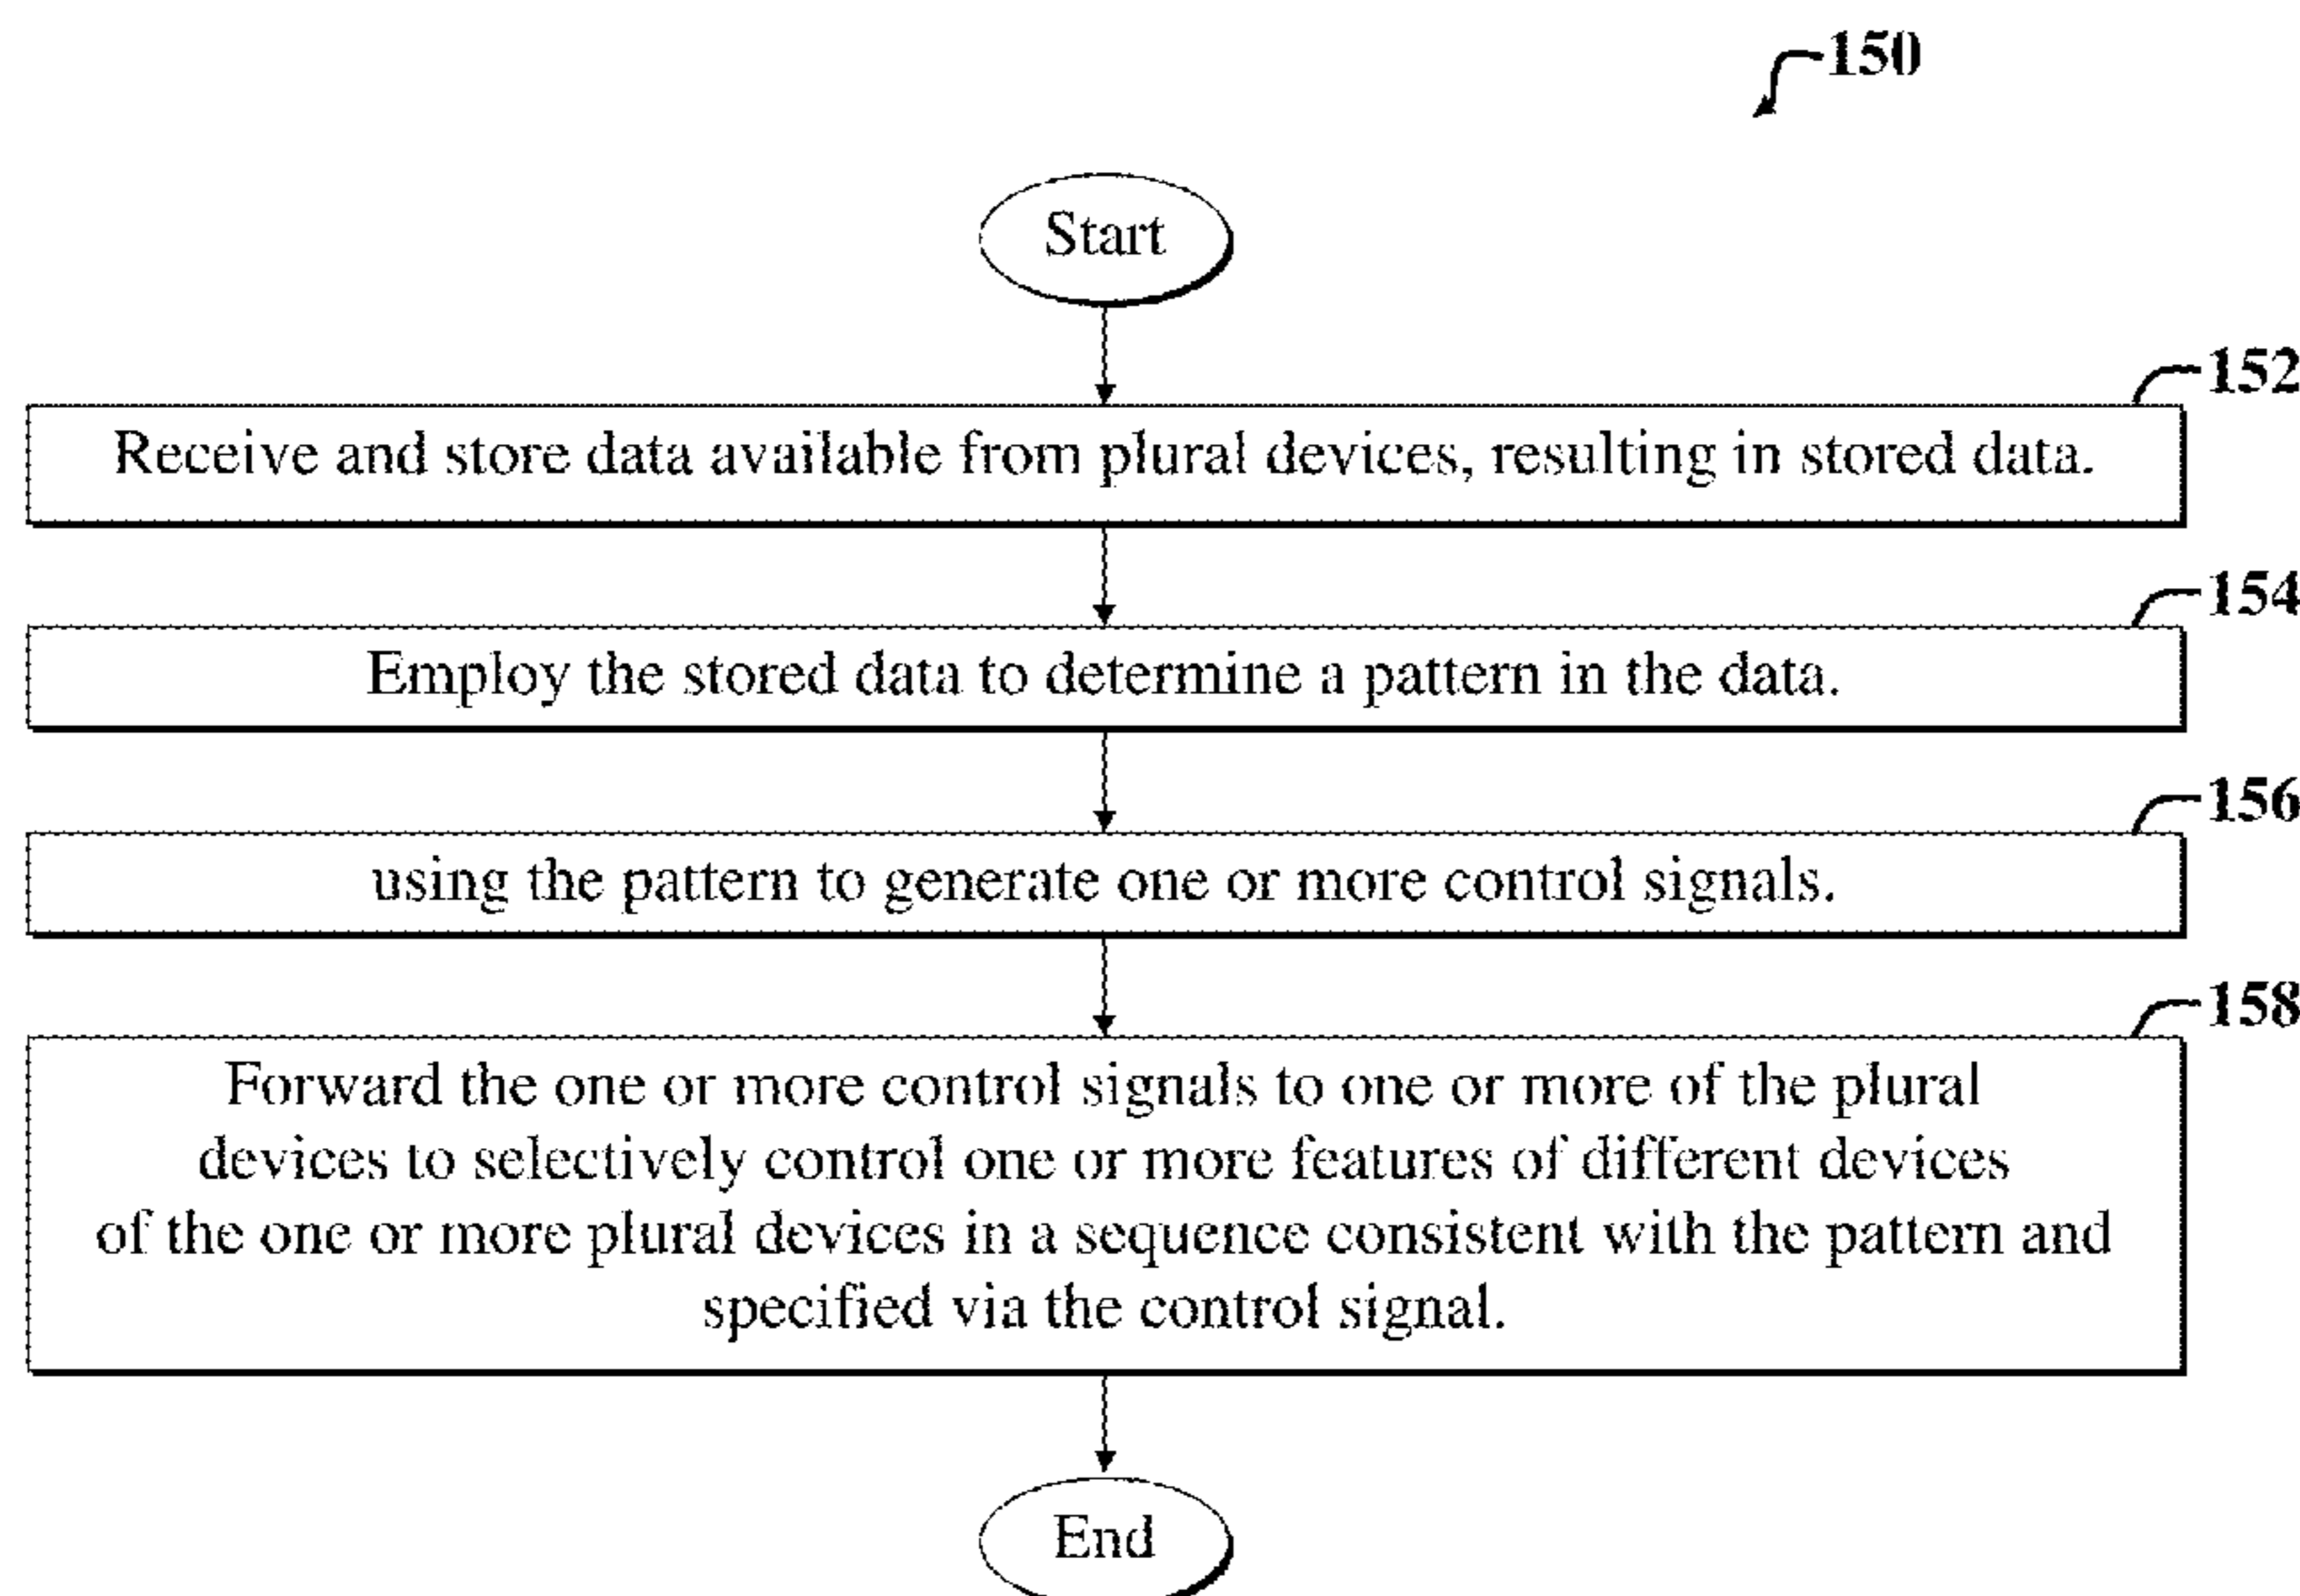 150
Start
152
Receive and store data available from plural devices, resulting in stored data.
154
Employ the stored data to determine a pattern in the data.
156
using the pattern to generate one or more control signals.
158
Forward the one or more control signals to one or more of the plural
devices to selectively control one or more features of different devices
of the one or more plural devices in a sequence consistent with the pattern and
specified via the control signal.
End